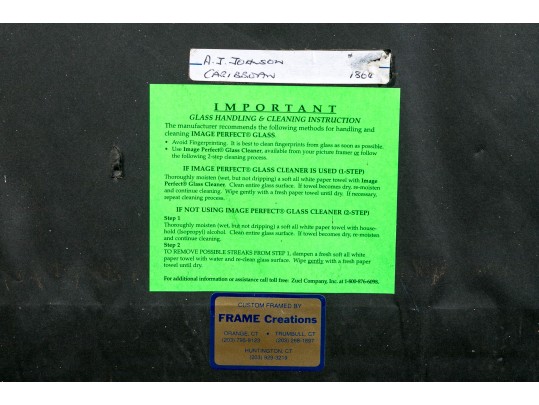 A.J. JOHNSON
CARIBBEAN 1804
IMPORTANT
GLASS HANDLING & CLEANING INSTRUCTION
The manufacturer recommends the following methods for handling and
cleaning IMAGE PERFECT® GLASS.
• Avoid Fingerprinting. It is best to clean fingerprints from glass as soon as possible.
• Use Image Perfect® Glass Cleaner, available from your picture framer or follow
the following 2-step cleaning process.
IF IMAGE PERFECT® GLASS CLEANER IS USED (1-STEP)
Thoroughly moisten (wet, but not dripping) a soft all white paper towel with Image
Perfect® Glass Cleaner. Clean entire glass surface. If towel becomes dry, re-moisten
and continue cleaning. Wipe gently with a fresh paper towel until dry. If necessary,
repeat cleaning process.
IF NOT USING IMAGE PERFECT® GLASS CLEANER (2-STEP)
Step 1
Thoroughly moisten (wet, but not dripping) a soft all white paper towel with house-
hold (Isopropyl) alcohol. Clean entire glass surface. If towel becomes dry, re-moisten
and continue cleaning.
Step 2
TO REMOVE POSSIBLE STREAKS FROM STEP 1, dampen a fresh soft all white
paper towel with water and re-clean glass surface. Wipe gently with a fresh paper
towel until dry.
For additional information or assistance call toll free: Zuel Company, Inc. at 1-800-876-6098.
CUSTOM FRAMED BY
FRAME Creations
ORANGE, CT • TRUMBULL, CT
HUNTINGTON, CT